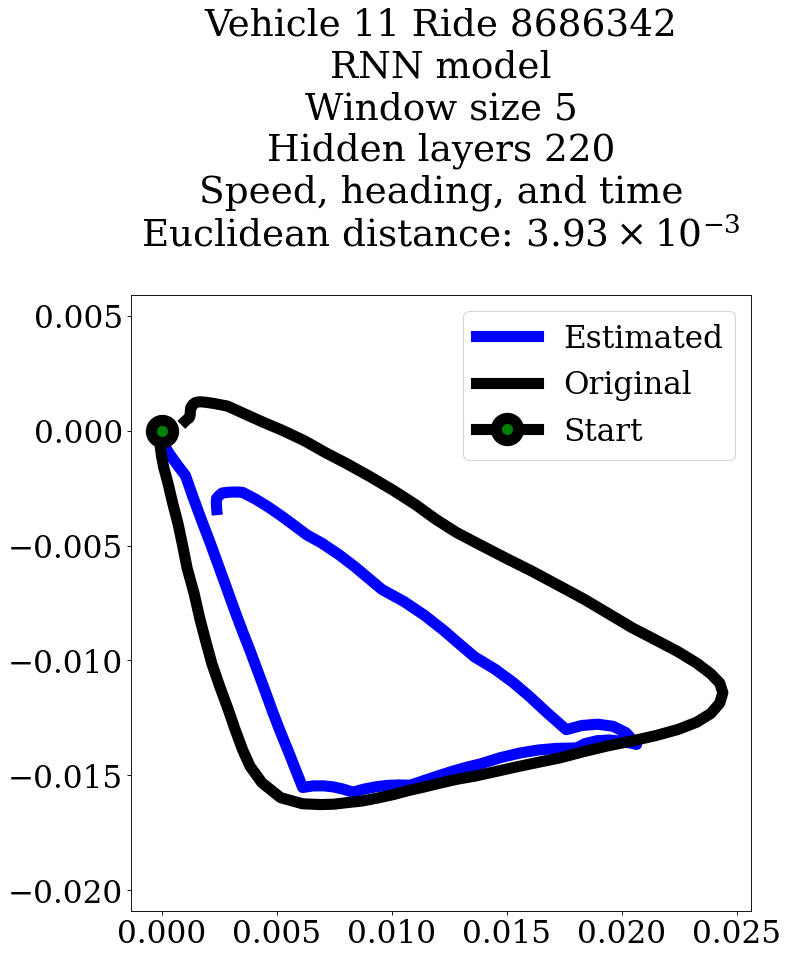 Vehicle 11 Ride 8686342
RNN model
Window size 5
Hidden layers 220
Speed, heading, and time
Euclidean distance: 3.93 × 10⁻³
Estimated
Original
Start
0.005
0.000
−0.005
−0.010
−0.015
−0.020
0.000 0.005 0.010 0.015 0.020 0.025